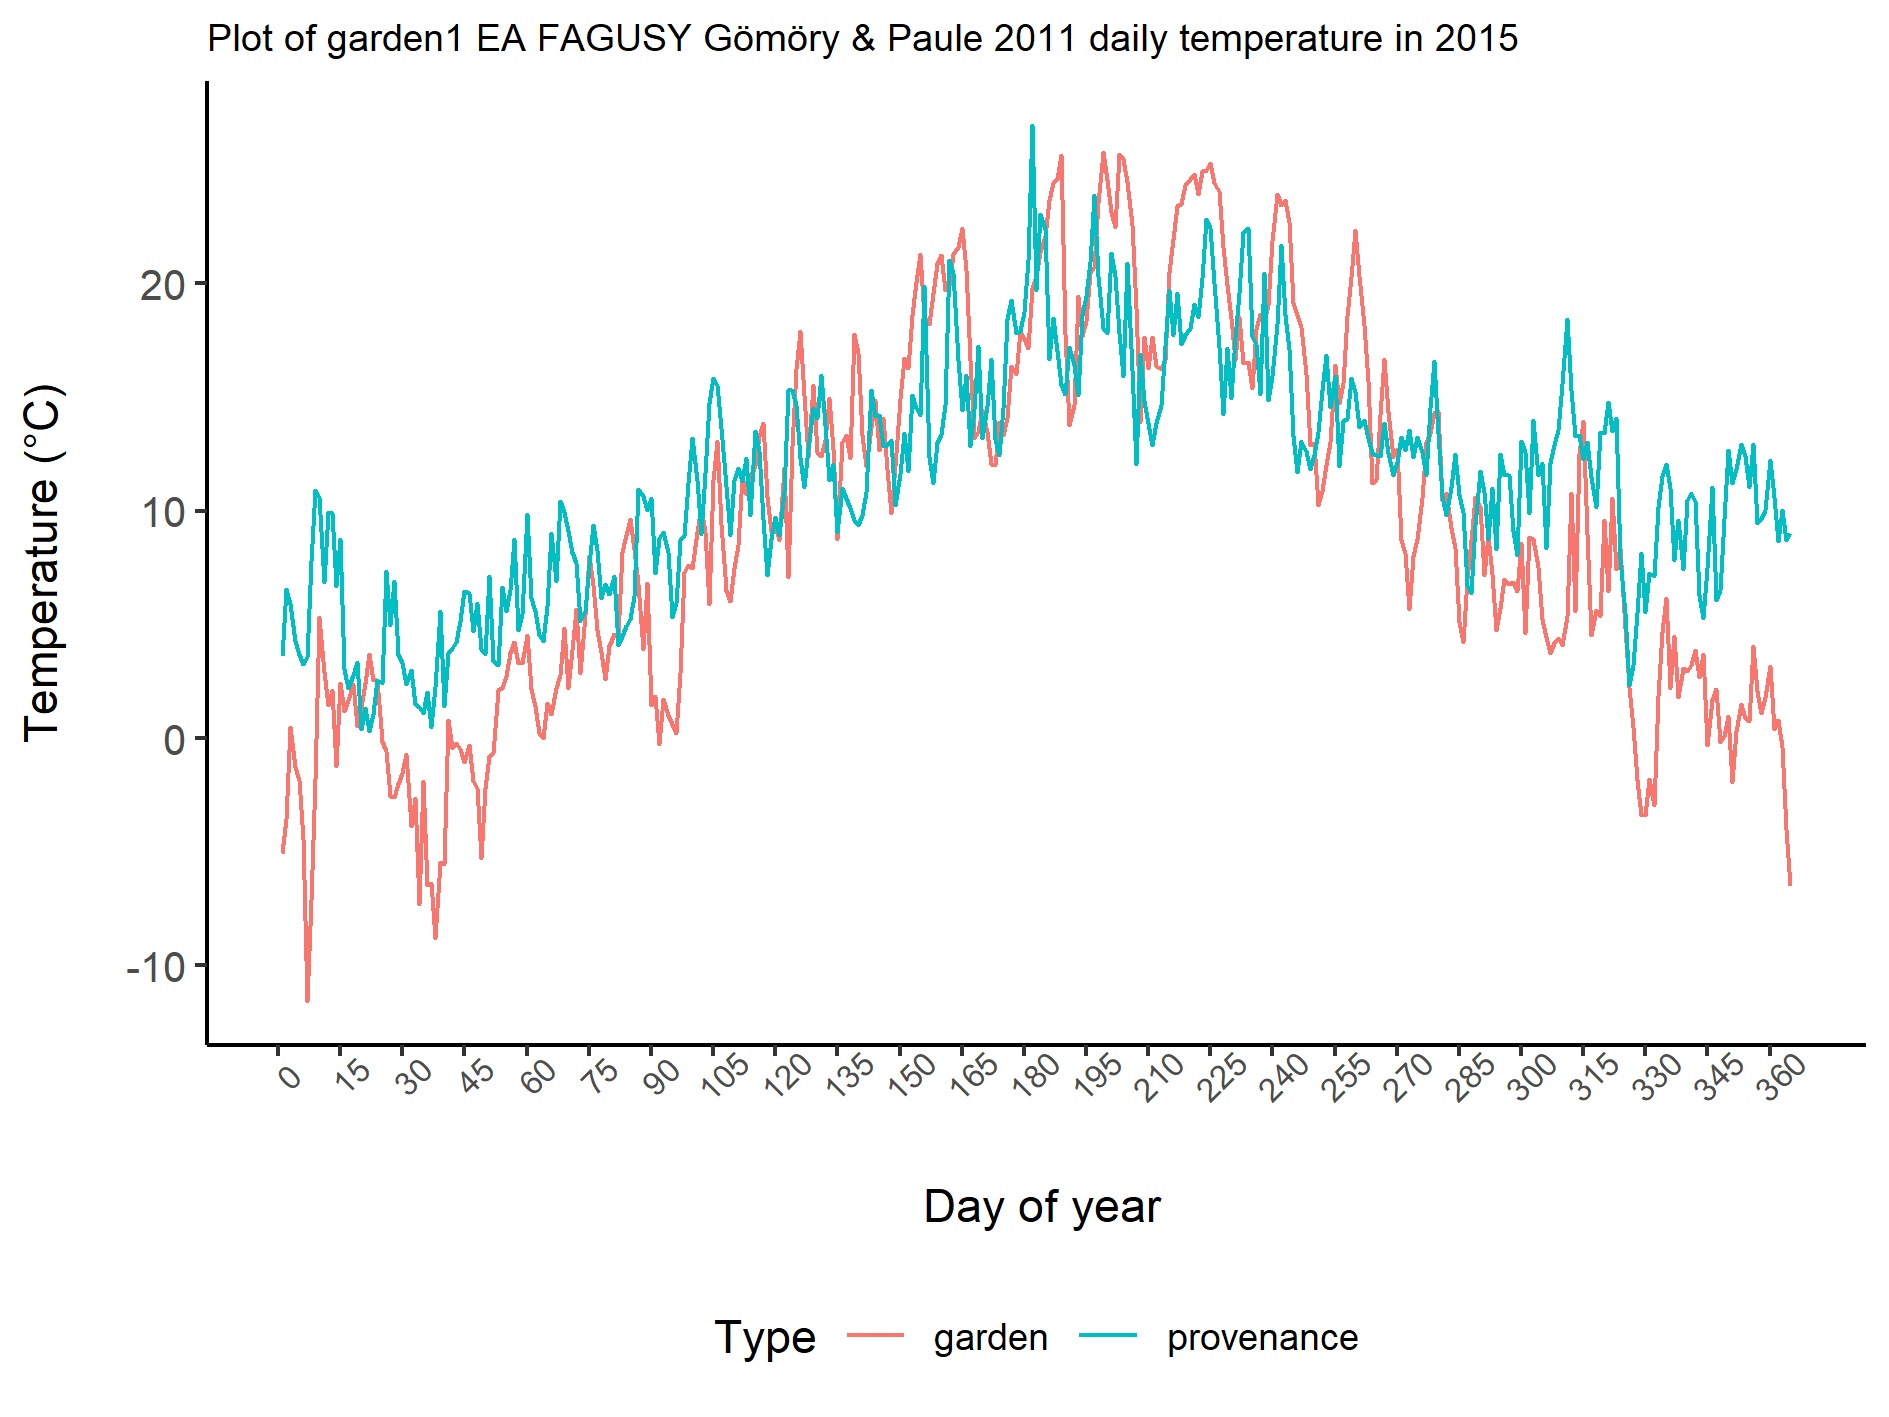 Plot of garden1 EA FAGUSY Gömöry & Paule 2011 daily temperature in 2015
Temperature (°C)
20
10
0
-10
0 15 30 45 60 75 90 105 120 135 150 165 180 195 210 225 240 255 270 285 300 315 330 345 360
Day of year
Type garden provenance